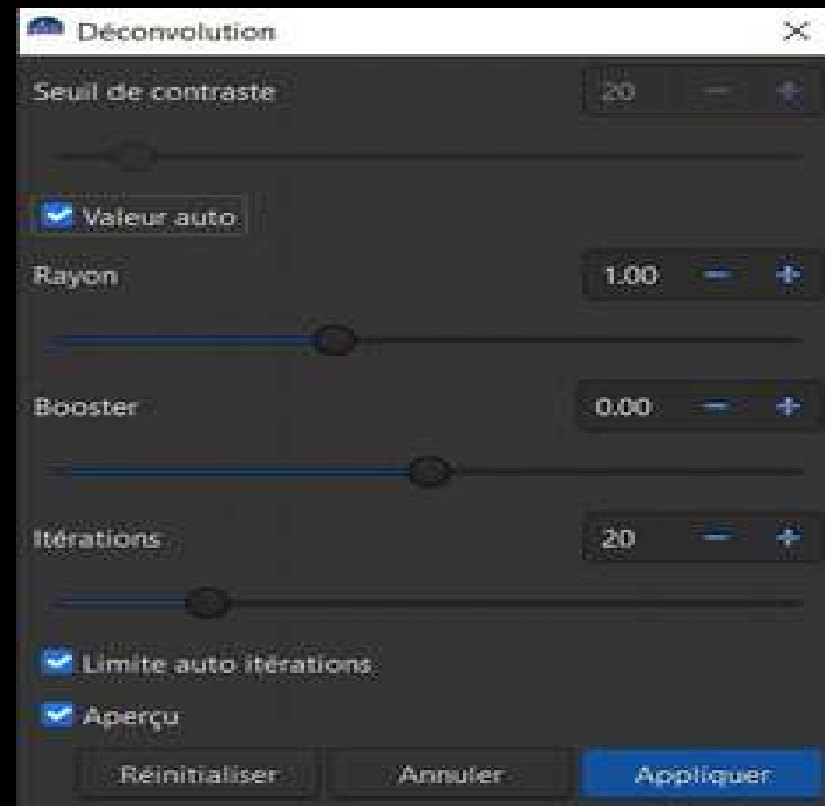 Déconvolution
Seuil de contraste 20
Valeur auto
Rayon 1.00
Booster 0.00
Itérations 20
Limite auto itérations
Aperçu
Réinitialiser Annuler Appliquer